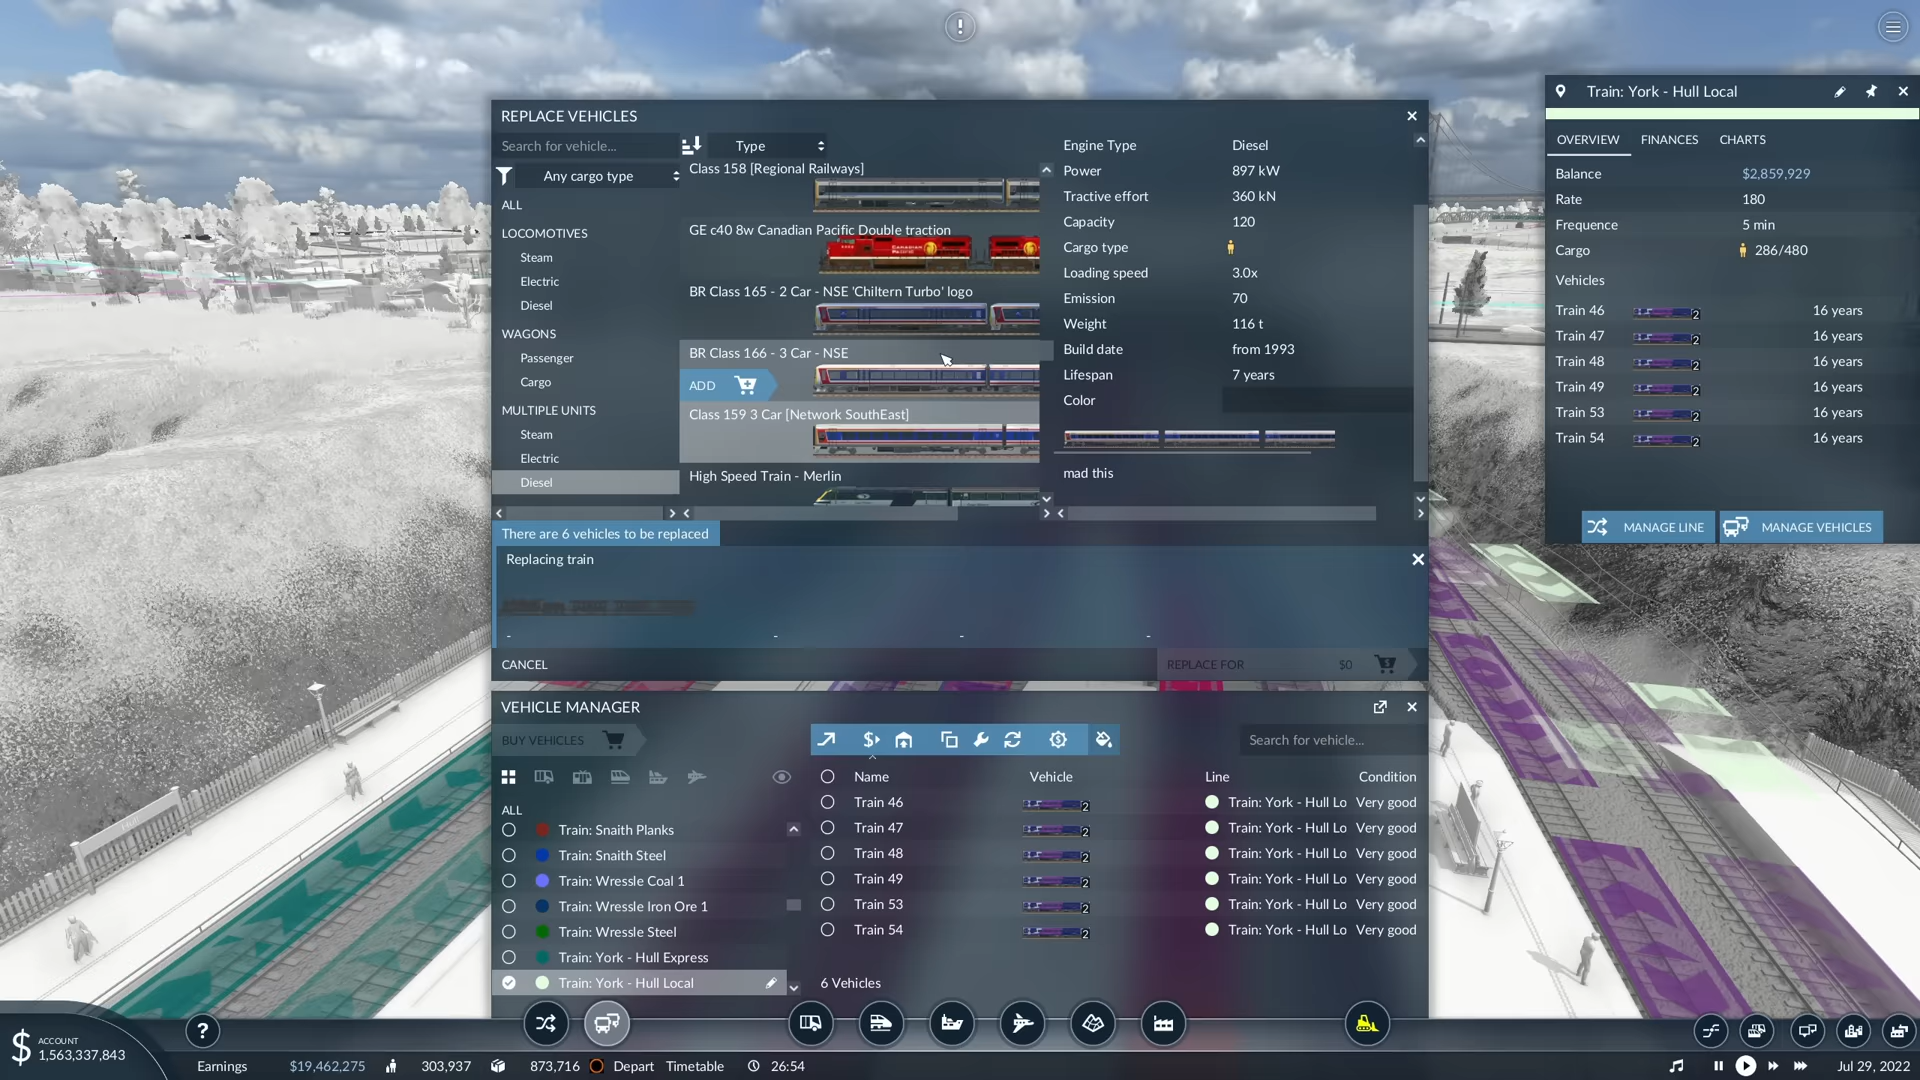 REPLACE VEHICLES
Search for vehicle...
Type
Any cargo type
ALL
LOCOMOTIVES
Steam
Electric
Diesel
WAGONS
Passenger
Cargo
MULTIPLE UNITS
Steam
Electric
Diesel
Class 158 [Regional Railways]
GE c40 8w Canadian Pacific Double traction
BR Class 165 - 2 Car - NSE 'Chiltern Turbo' logo
BR Class 166 - 3 Car - NSE
ADD
Class 159 3 Car [Network SouthEast]
High Speed Train - Merlin
Engine Type Diesel
Power 897 kW
Tractive effort 360 kN
Capacity 120
Cargo type
Loading speed 3.0x
Emission 70
Weight 116 t
Build date from 1993
Lifespan 7 years
Color
mad this
There are 6 vehicles to be replaced
Replacing train
- - - -
CANCEL
REPLACE FOR $0
Train: York - Hull Local
OVERVIEW FINANCES CHARTS
Balance $2,859,929
Rate 180
Frequence 5 min
Cargo 286/480
Vehicles
Train 46 2 16 years
Train 47 2 16 years
Train 48 2 16 years
Train 49 2 16 years
Train 53 2 16 years
Train 54 2 16 years
MANAGE LINE MANAGE VEHICLES
VEHICLE MANAGER
BUY VEHICLES
Search for vehicle...
ALL
Train: Snaith Planks
Train: Snaith Steel
Train: Wressle Coal 1
Train: Wressle Iron Ore 1
Train: Wressle Steel
Train: York - Hull Express
Train: York - Hull Local
Name Vehicle Line Condition
Train 46 2 Train: York - Hull Lo Very good
Train 47 2 Train: York - Hull Lo Very good
Train 48 2 Train: York - Hull Lo Very good
Train 49 2 Train: York - Hull Lo Very good
Train 53 2 Train: York - Hull Lo Very good
Train 54 2 Train: York - Hull Lo Very good
6 Vehicles
ACCOUNT
$ 1,563,337,843
?
Earnings $19,462,275 303,937 873,716 Depart Timetable 26:54
Jul 29, 2022